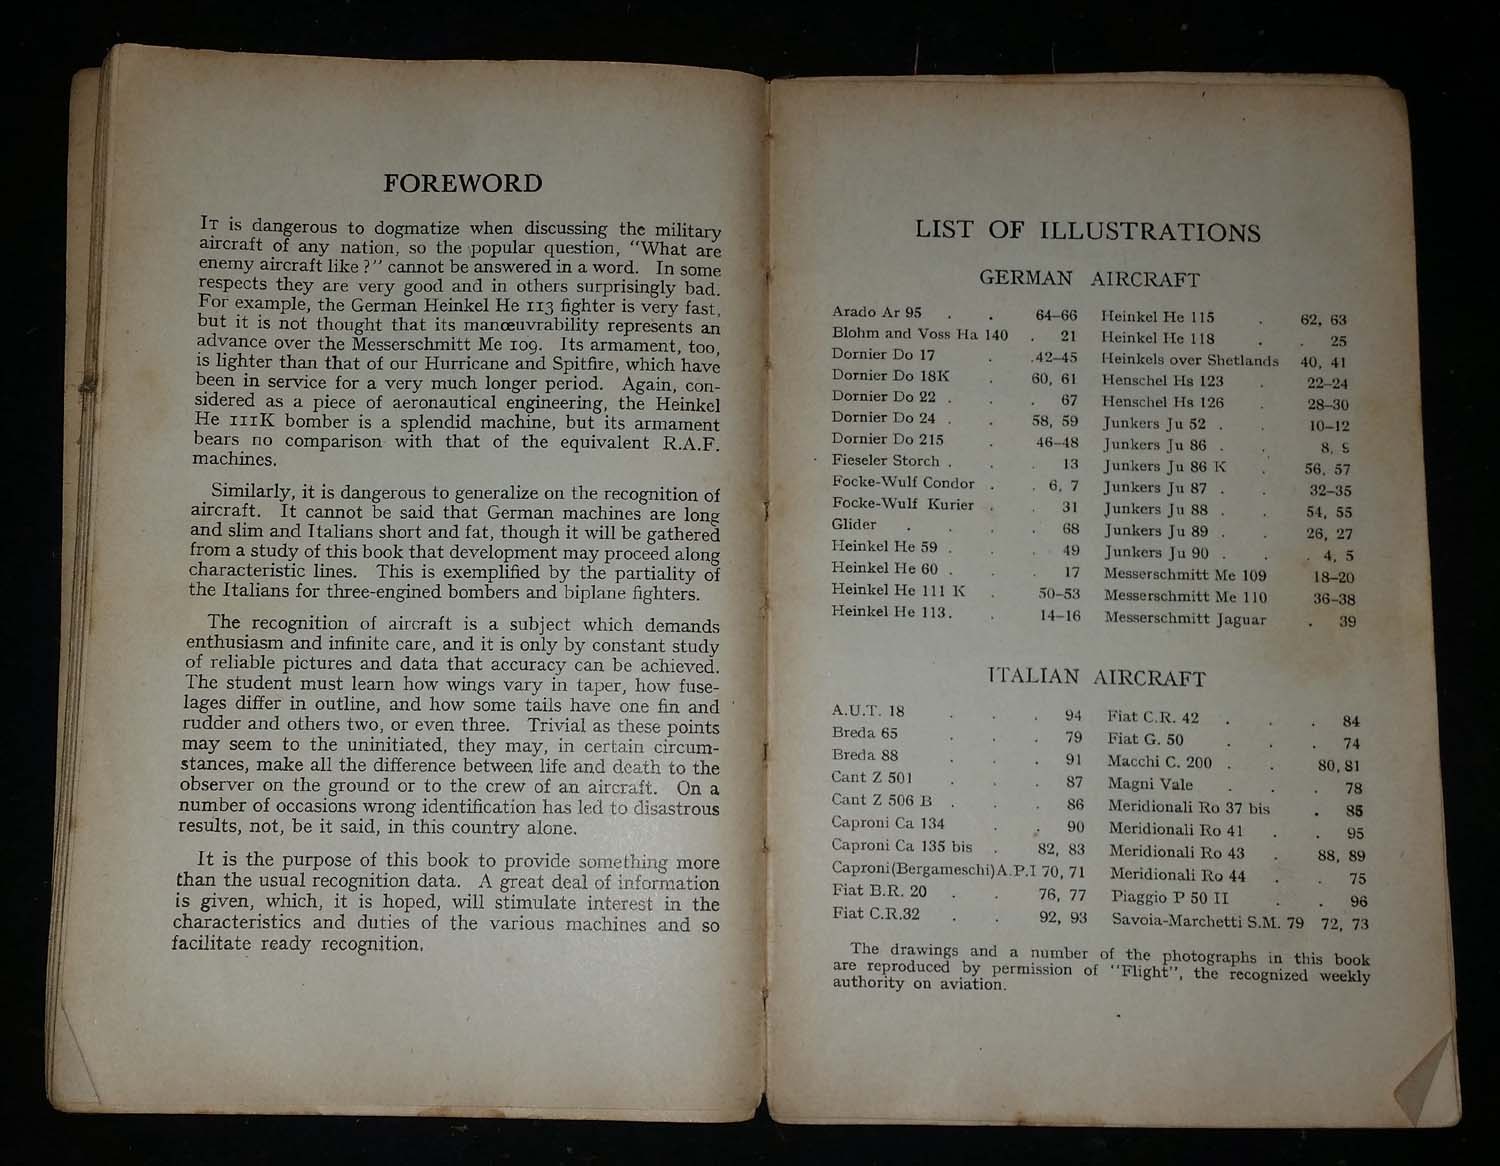 FOREWORD
IT is dangerous to dogmatize when discussing the military
aircraft of any nation, so the popular question, "What are
enemy aircraft like?" cannot be answered in a word. In some
respects they are very good and in others surprisingly bad.
For example, the German Heinkel He 113 fighter is very fast,
but it is not thought that its manœuvrability represents an
advance over the Messerschmitt Me 109. Its armament, too,
is lighter than that of our Hurricane and Spitfire, which have
been in service for a very much longer period. Again, con-
sidered as a piece of aeronautical engineering, the Heinkel
He 111K bomber is a splendid machine, but its armament
bears no comparison with that of the equivalent R.A.F.
machines.
Similarly, it is dangerous to generalize on the recognition of
aircraft. It cannot be said that German machines are long
and slim and Italians short and fat, though it will be gathered
from a study of this book that development may proceed along
characteristic lines. This is exemplified by the partiality of
the Italians for three-engined bombers and biplane fighters.
The recognition of aircraft is a subject which demands
enthusiasm and infinite care, and it is only by constant study
of reliable pictures and data that accuracy can be achieved.
The student must learn how wings vary in taper, how fuse-
lages differ in outline, and how some tails have one fin and
rudder and others two, or even three. Trivial as these points
may seem to the uninitiated, they may, in certain circum-
stances, make all the difference between life and death to the
observer on the ground or to the crew of an aircraft. On a
number of occasions wrong identification has led to disastrous
results, not, be it said, in this country alone.
It is the purpose of this book to provide something more
than the usual recognition data. A great deal of information
is given, which, it is hoped, will stimulate interest in the
characteristics and duties of the various machines and so
facilitate ready recognition.
LIST OF ILLUSTRATIONS
GERMAN AIRCRAFT
Arado Ar 95 . . 64–66
Blohm and Voss Ha 140 . 21
Dornier Do 17 . .42–45
Dornier Do 18K . 60, 61
Dornier Do 22 . . 67
Dornier Do 24 . . 58, 59
Dornier Do 215 . 46–48
Fieseler Storch . . . 13
Focke-Wulf Condor . . 6, 7
Focke-Wulf Kurier . . 31
Glider . . . . 68
Heinkel He 59 . . . 49
Heinkel He 60 . . . 17
Heinkel He 111 K . 50–53
Heinkel He 113 . . 14–16
Heinkel He 115 . 62, 63
Heinkel He 118 . . 25
Heinkels over Shetlands 40, 41
Henschel Hs 123 . 22–24
Henschel Hs 126 . 28–30
Junkers Ju 52 . . 10–12
Junkers Ju 86 . . 8, 9
Junkers Ju 86 K . 56, 57
Junkers Ju 87 . . 32–35
Junkers Ju 88 . . 54, 55
Junkers Ju 89 . . 26, 27
Junkers Ju 90 . . . 4, 5
Messerschmitt Me 109 18–20
Messerschmitt Me 110 36–38
Messerschmitt Jaguar . 39
ITALIAN AIRCRAFT
A.U.T. 18 . . . 94
Breda 65 . . . 79
Breda 88 . . . 91
Cant Z 501 . . . 87
Cant Z 506 B . . . 86
Caproni Ca 134 . . 90
Caproni Ca 135 bis . 82, 83
Caproni(Bergameschi)A.P.I 70, 71
Fiat B.R. 20 . . 76, 77
Fiat C.R.32 . . 92, 93
Fiat C.R. 42 . . . 84
Fiat G. 50 . . . 74
Macchi C. 200 . . 80, 81
Magni Vale . . . 78
Meridionali Ro 37 bis . 85
Meridionali Ro 41 . . 95
Meridionali Ro 43 . 88, 89
Meridionali Ro 44 . . 75
Piaggio P 50 II . . 96
Savoia-Marchetti S.M. 79 72, 73
The drawings and a number of the photographs in this book
are reproduced by permission of "Flight", the recognized weekly
authority on aviation.